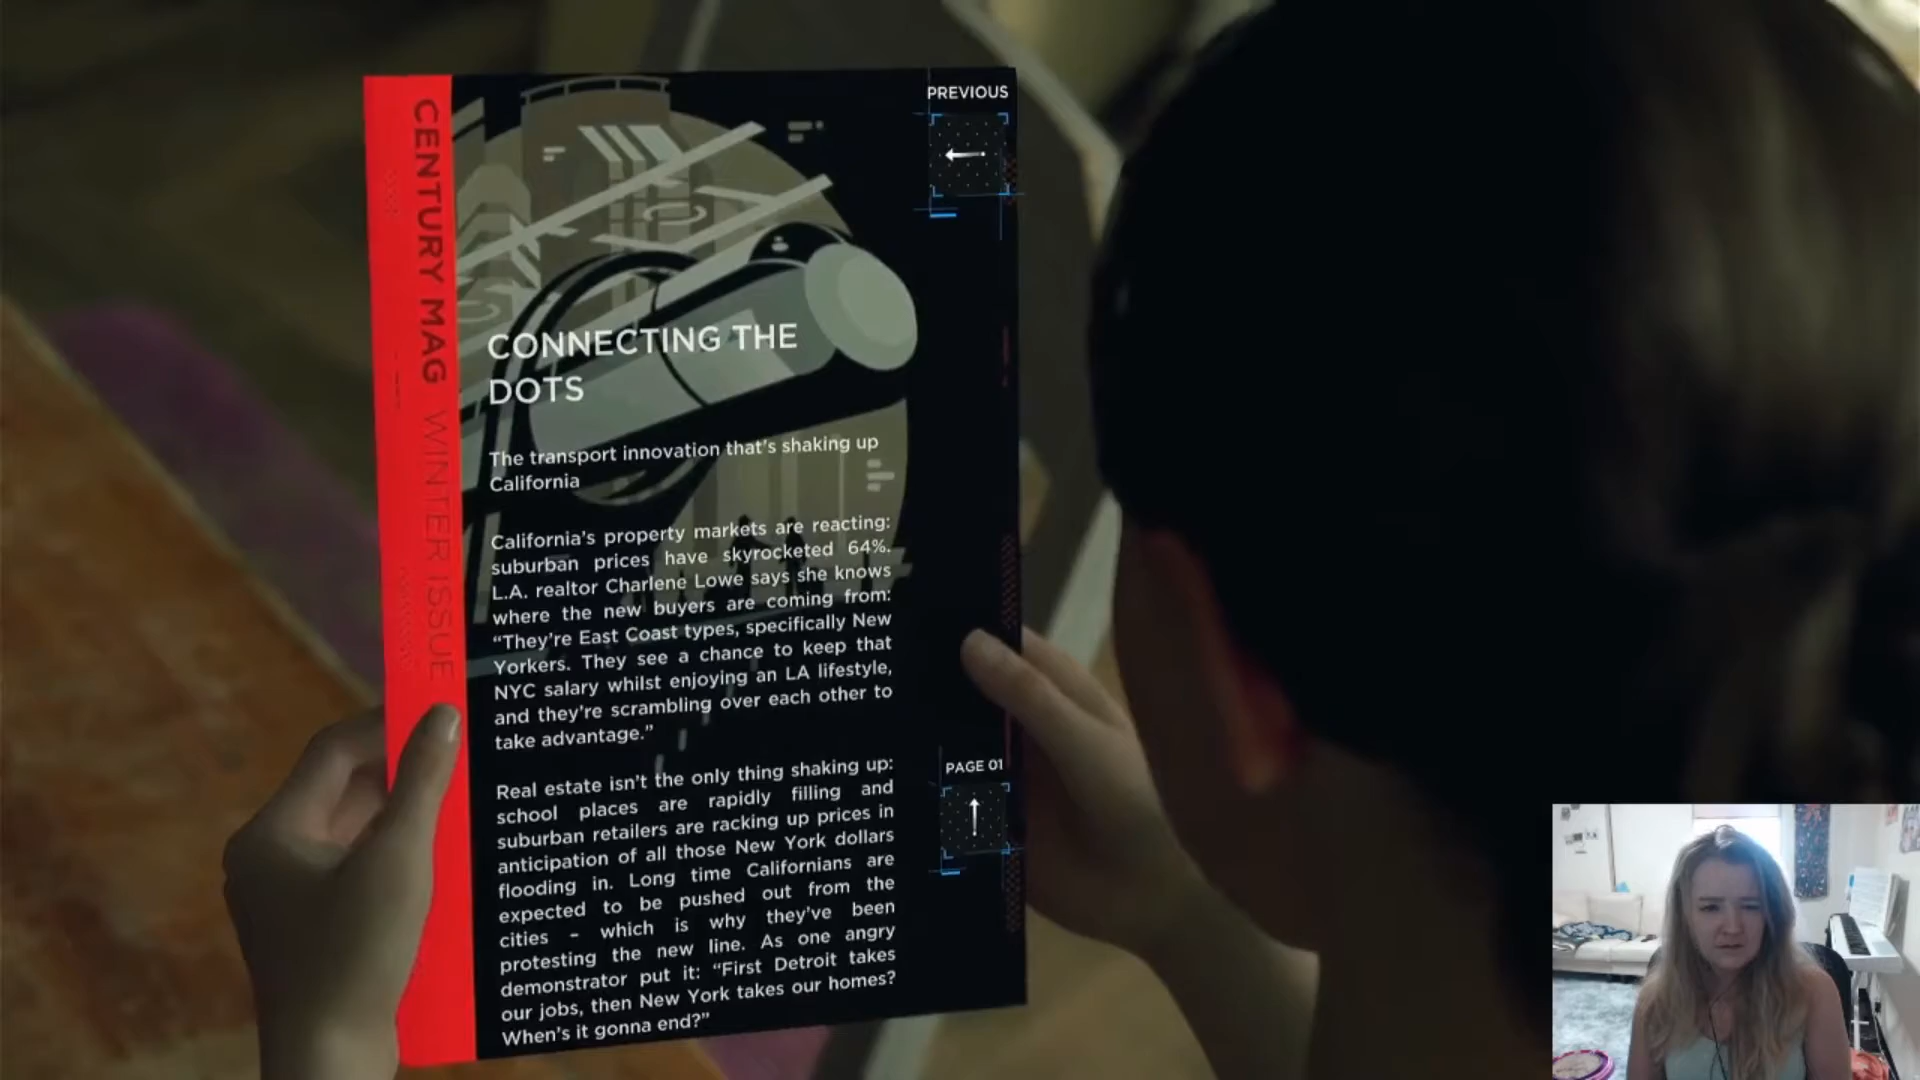 CENTURY MAG WINTER ISSUE
PREVIOUS
CONNECTING THE
DOTS
The transport innovation that's shaking up
California
California's property markets are reacting:
suburban prices have skyrocketed 64%.
L.A. realtor Charlene Lowe says she knows
where the new buyers are coming from:
“They're East Coast types, specifically New
Yorkers. They see a chance to keep that
NYC salary whilst enjoying an LA lifestyle,
and they're scrambling over each other to
take advantage.”
Real estate isn't the only thing shaking up:
school places are rapidly filling and
suburban retailers are racking up prices in
anticipation of all those New York dollars
flooding in. Long time Californians are
expected to be pushed out from the
cities - which is why they've been
protesting the new line. As one angry
demonstrator put it: “First Detroit takes
our jobs, then New York takes our homes?
When's it gonna end?”
PAGE 01